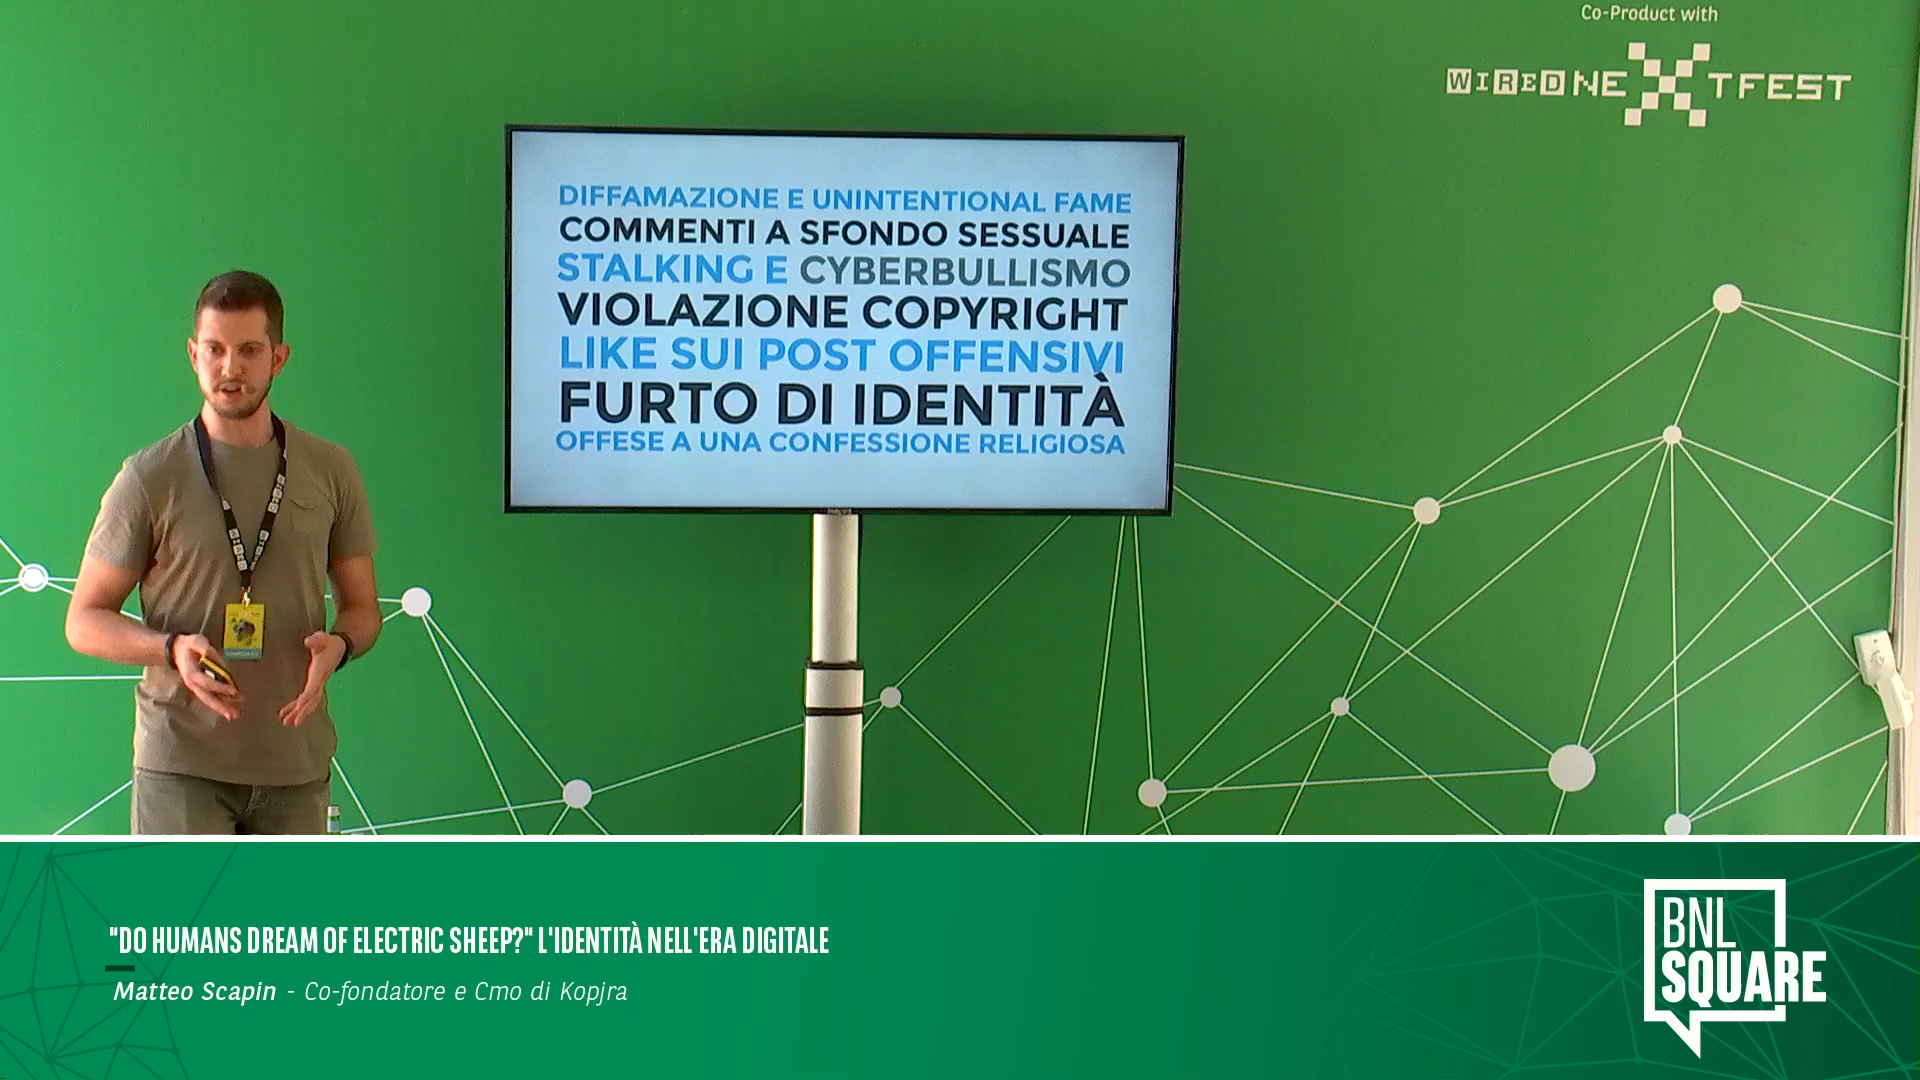 Co-Product with
WIRED NEXTFEST
DIFFAMAZIONE E UNINTENTIONAL FAME
COMMENTI A SFONDO SESSUALE
STALKING E CYBERBULLISMO
VIOLAZIONE COPYRIGHT
LIKE SUI POST OFFENSIVI
FURTO DI IDENTITÀ
OFFESE A UNA CONFESSIONE RELIGIOSA
"DO HUMANS DREAM OF ELECTRIC SHEEP?" L'IDENTITÀ NELL'ERA DIGITALE
Matteo Scapin - Co-fondatore e Cmo di Kopjra
BNL
SQUARE